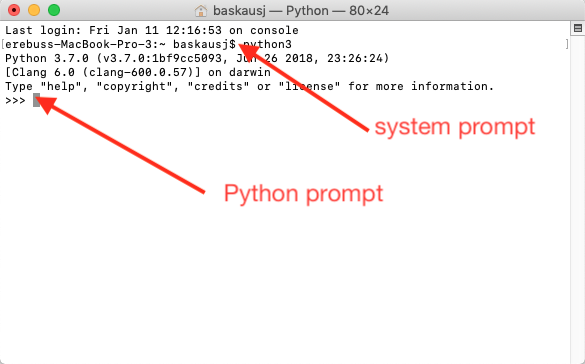 baskausj — Python — 80×24
Last login: Fri Jan 11 12:16:53 on console
[erebuss-MacBook-Pro-3:~ baskausj$ python3 ]
Python 3.7.0 (v3.7.0:1bf9cc5093, Jun 26 2018, 23:26:24)
[Clang 6.0 (clang-600.0.57)] on darwin
Type "help", "copyright", "credits" or "license" for more information.
>>>
system prompt
Python prompt